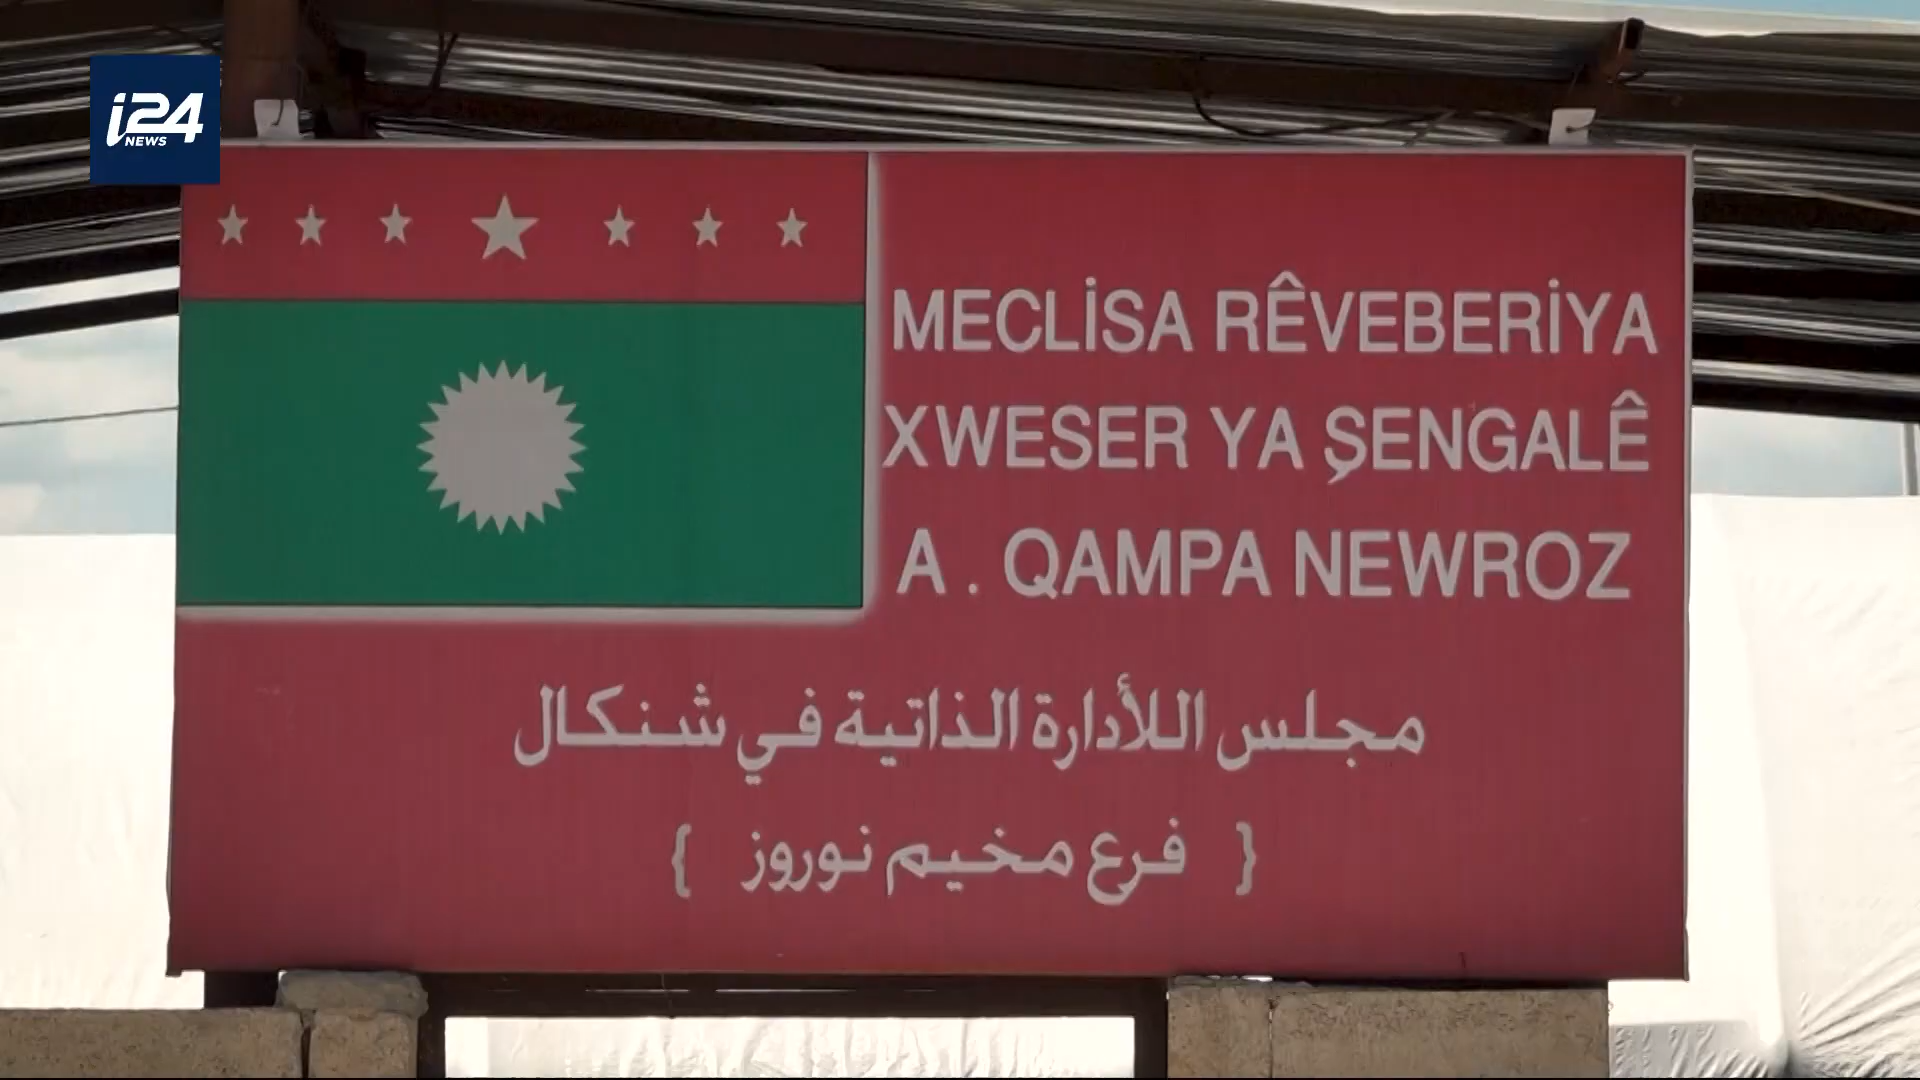 i24
NEWS
MECLİSA RÊVEBERİYA
XWESER YA ŞENGALÊ
A . QAMPA NEWROZ
مجلس اللأدارة الذاتية في شنكال
{ فرع مخيم نوروز }